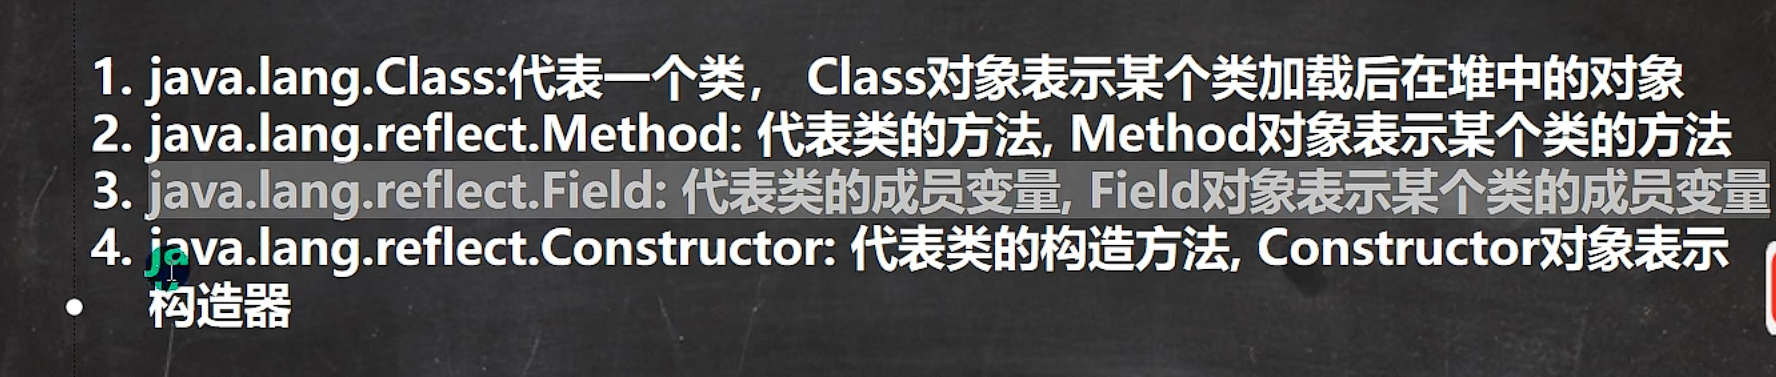 1. java.lang.Class:代表一个类， Class对象表示某个类加载后在堆中的对象
2. java.lang.reflect.Method: 代表类的方法, Method对象表示某个类的方法
3. java.lang.reflect.Field: 代表类的成员变量, Field对象表示某个类的成员变量
4. java.lang.reflect.Constructor: 代表类的构造方法, Constructor对象表示
• 构造器